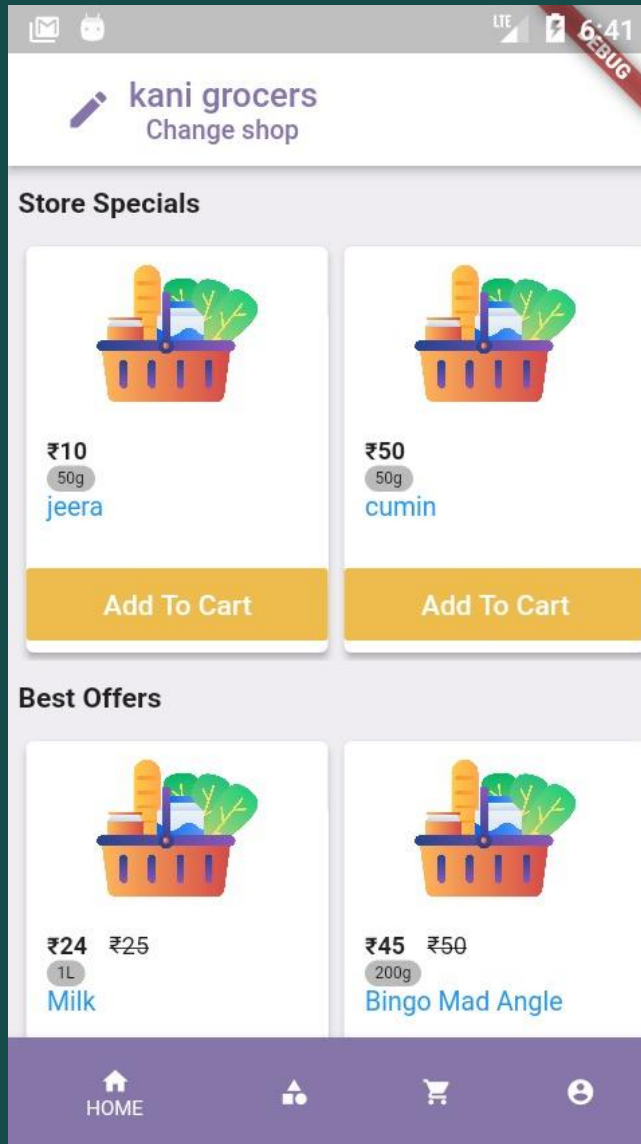 LTE 6:41
DEBUG
kani grocers
Change shop
Store Specials
₹10
50g
jeera
Add To Cart
₹50
50g
cumin
Add To Cart
Best Offers
₹24 ₹25
1L
Milk
₹45 ₹50
200g
Bingo Mad Angle
HOME